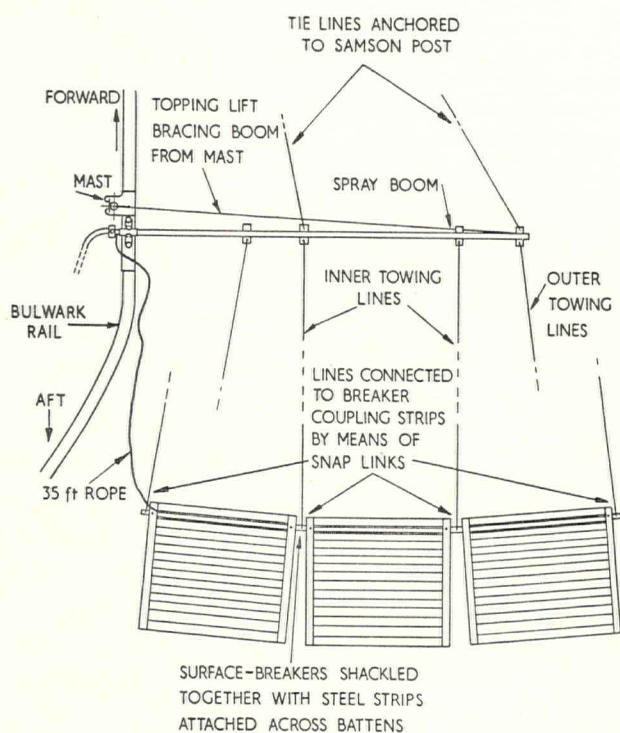 TIE LINES ANCHORED
TO SAMSON POST
FORWARD
TOPPING LIFT
BRACING BOOM
FROM MAST
MAST
SPRAY BOOM
INNER TOWING
LINES
OUTER
TOWING
LINES
BULWARK
RAIL
LINES CONNECTED
TO BREAKER
COUPLING STRIPS
BY MEANS OF
SNAP LINKS
AFT
35 ft ROPE
SURFACE-BREAKERS SHACKLED
TOGETHER WITH STEEL STRIPS
ATTACHED ACROSS BATTENS